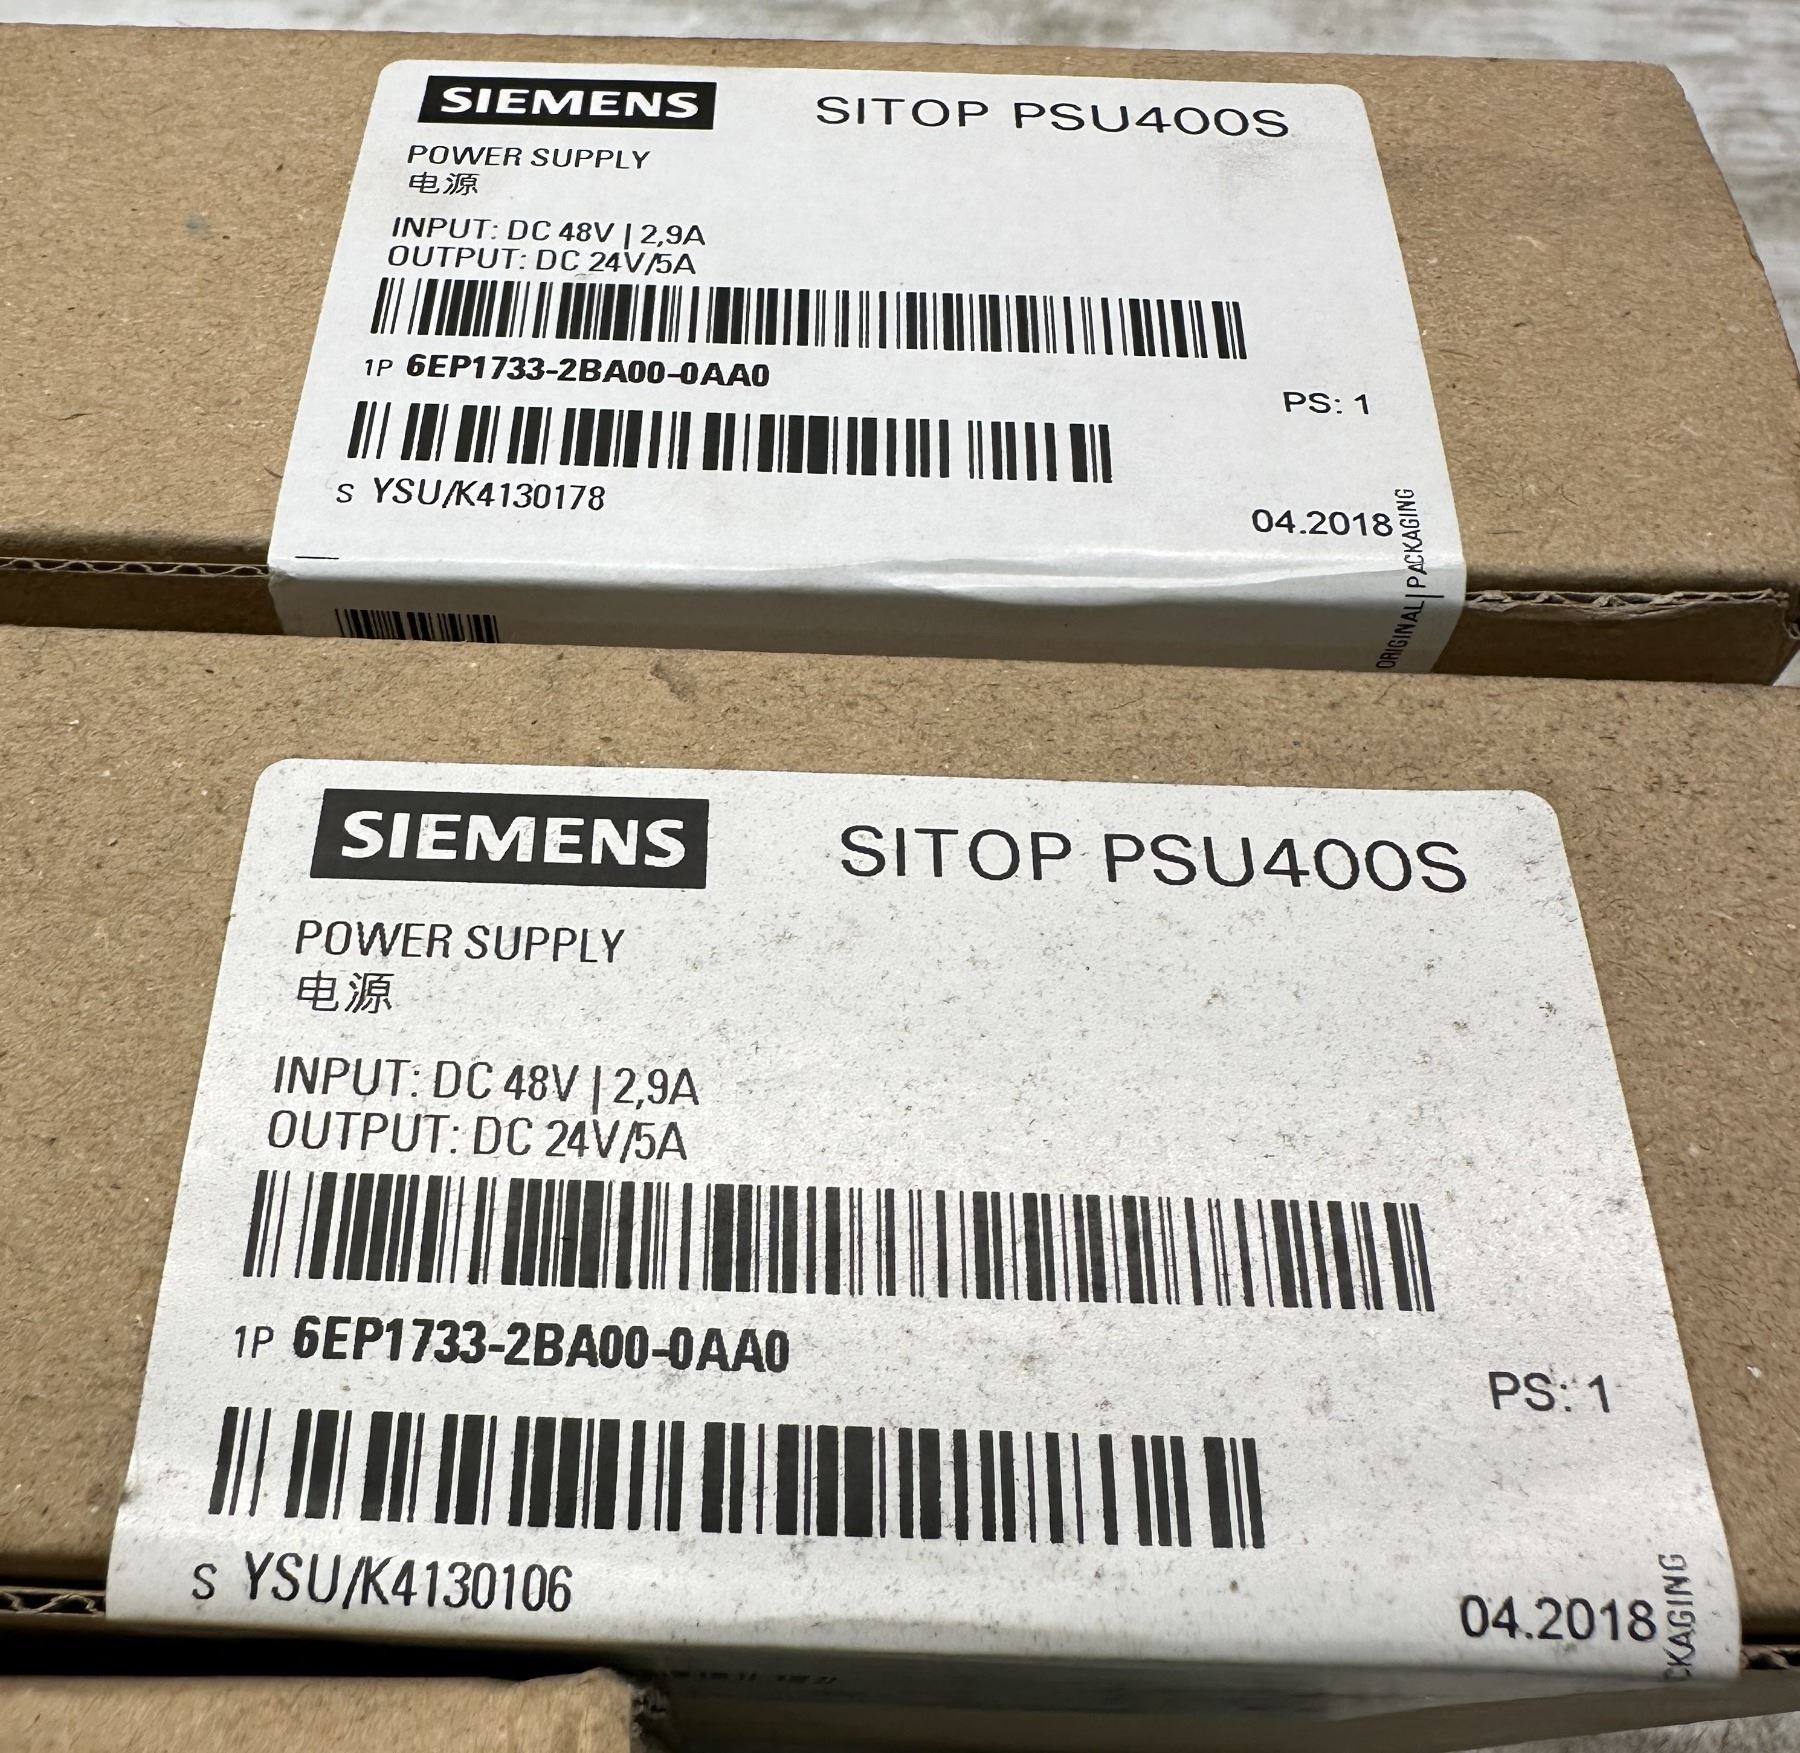 SIEMENS SITOP PSU400S
POWER SUPPLY
电源
INPUT: DC 48V | 2,9A
OUTPUT: DC 24V/5A
1P 6EP1733-2BA00-0AA0
PS: 1
S YSU/K4130178
04.2018
ORIGINAL | PACKAGING
SIEMENS SITOP PSU400S
POWER SUPPLY
电源
INPUT: DC 48V | 2,9A
OUTPUT: DC 24V/5A
1P 6EP1733-2BA00-0AA0
PS: 1
S YSU/K4130106
04.2018
CKAGING